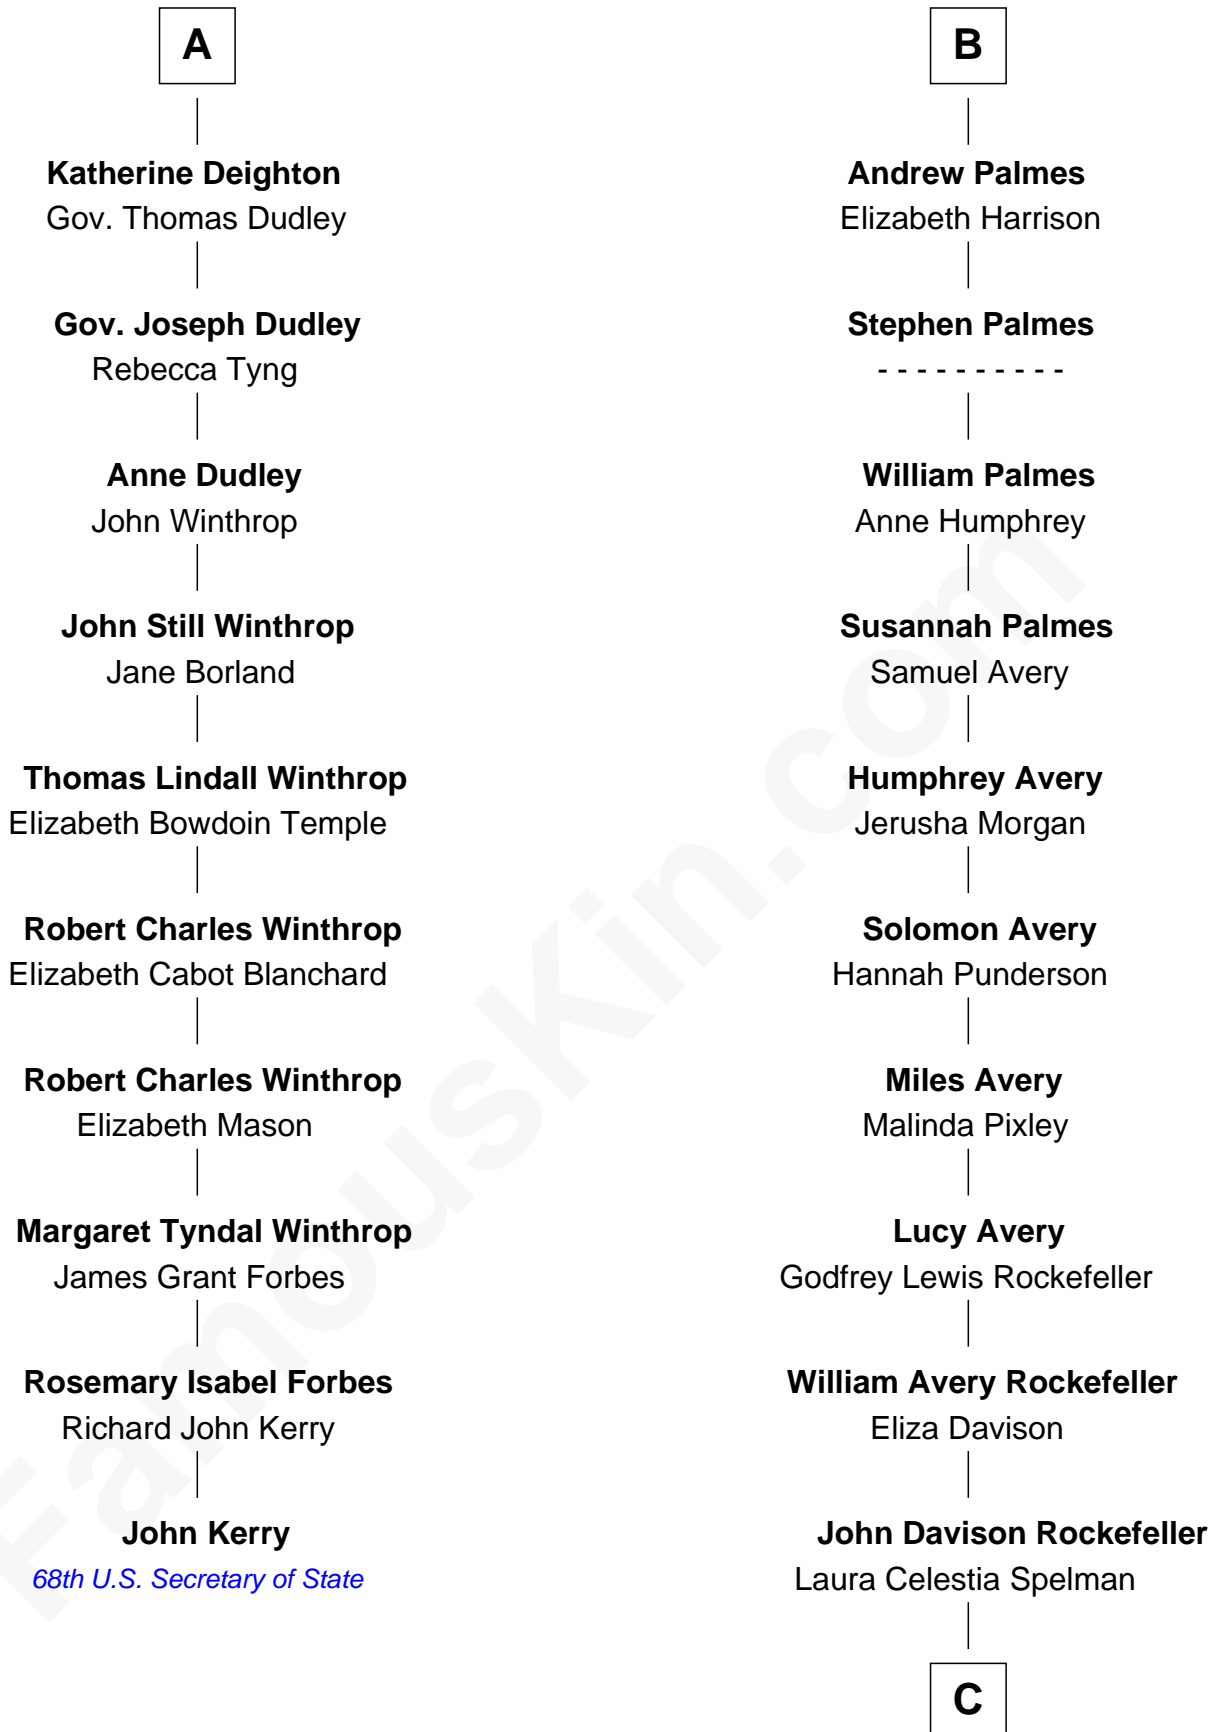 A
Katherine Deighton
Gov. Thomas Dudley
Gov. Joseph Dudley
Rebecca Tyng
Anne Dudley
John Winthrop
John Still Winthrop
Jane Borland
Thomas Lindall Winthrop
Elizabeth Bowdoin Temple
Robert Charles Winthrop
Elizabeth Cabot Blanchard
Robert Charles Winthrop
Elizabeth Mason
Margaret Tyndal Winthrop
James Grant Forbes
Rosemary Isabel Forbes
Richard John Kerry
John Kerry
68th U.S. Secretary of State
B
Andrew Palmes
Elizabeth Harrison
Stephen Palmes
- - - - - - - - - -
William Palmes
Anne Humphrey
Susannah Palmes
Samuel Avery
Humphrey Avery
Jerusha Morgan
Solomon Avery
Hannah Punderson
Miles Avery
Malinda Pixley
Lucy Avery
Godfrey Lewis Rockefeller
William Avery Rockefeller
Eliza Davison
John Davison Rockefeller
Laura Celestia Spelman
C
FamousKin.com